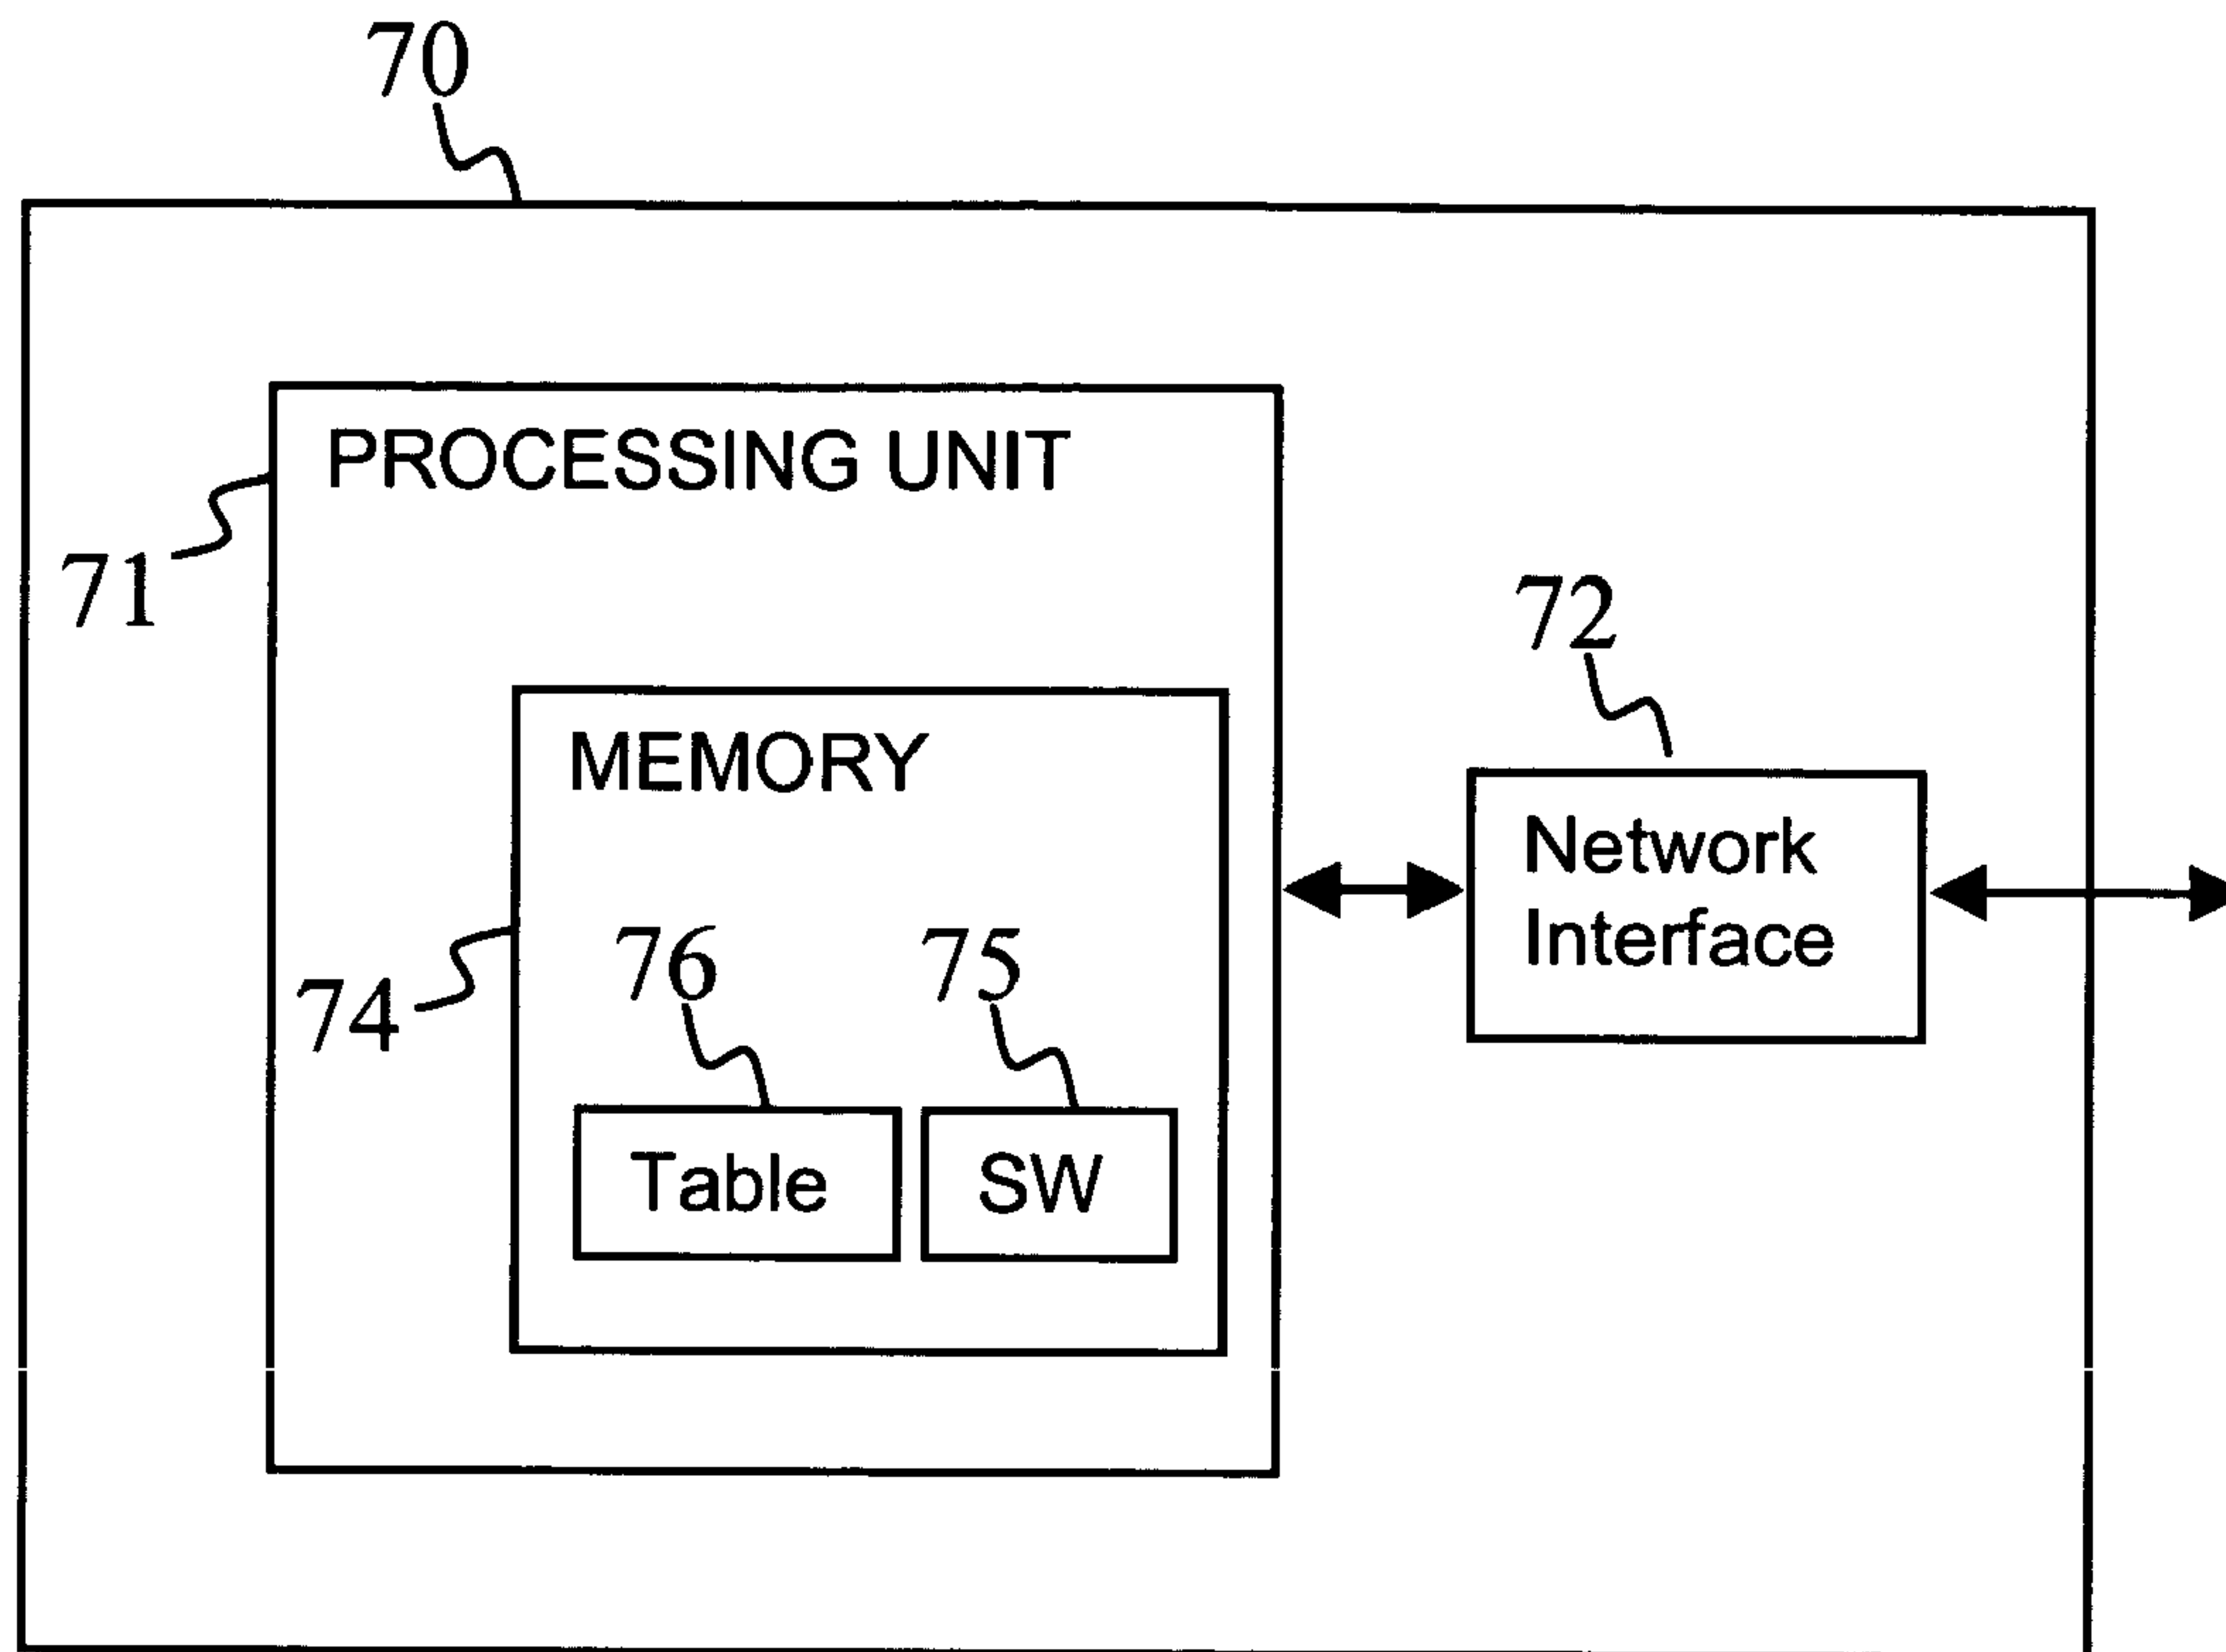 70
PROCESSING UNIT
71
72
MEMORY
Network
Interface
76
75
74
Table
SW